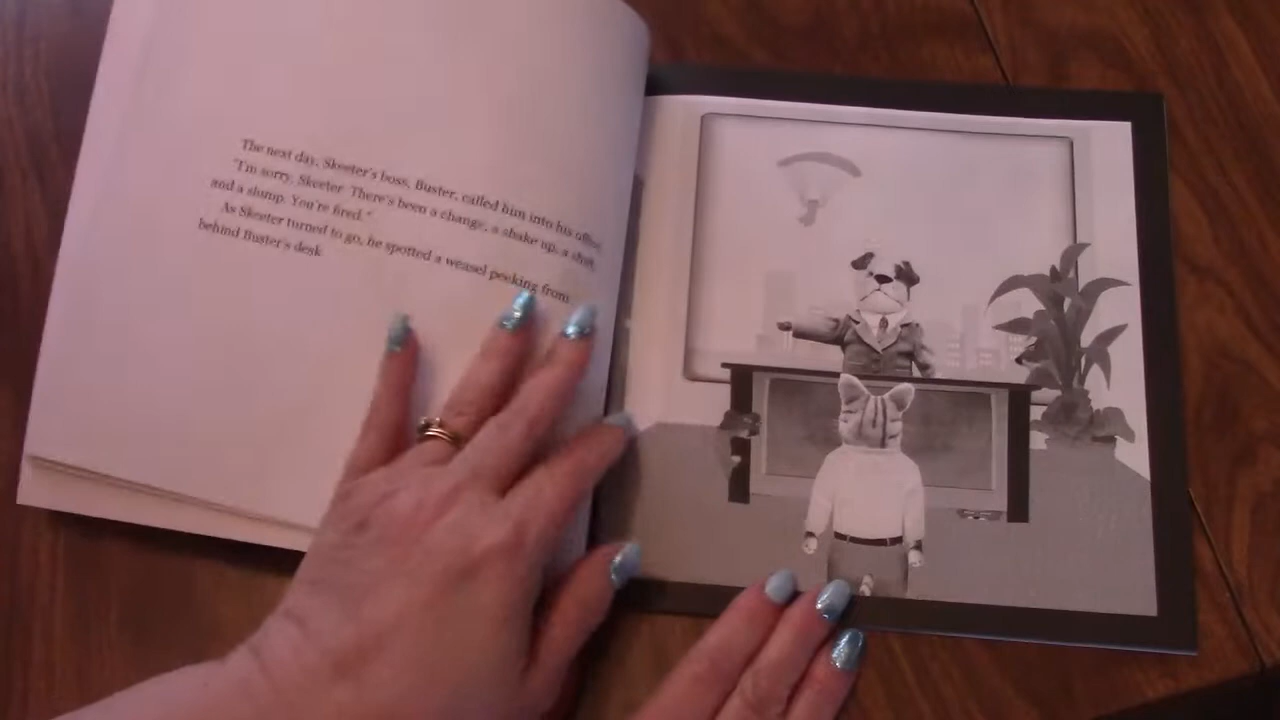 The next day, Skeeter's boss, Buster, called him into his office.
"I'm sorry, Skeeter. There's been a change, a shake up, a shift,
and a slump. You're fired."
As Skeeter turned to go, he spotted a weasel peeking from
behind Buster's desk.